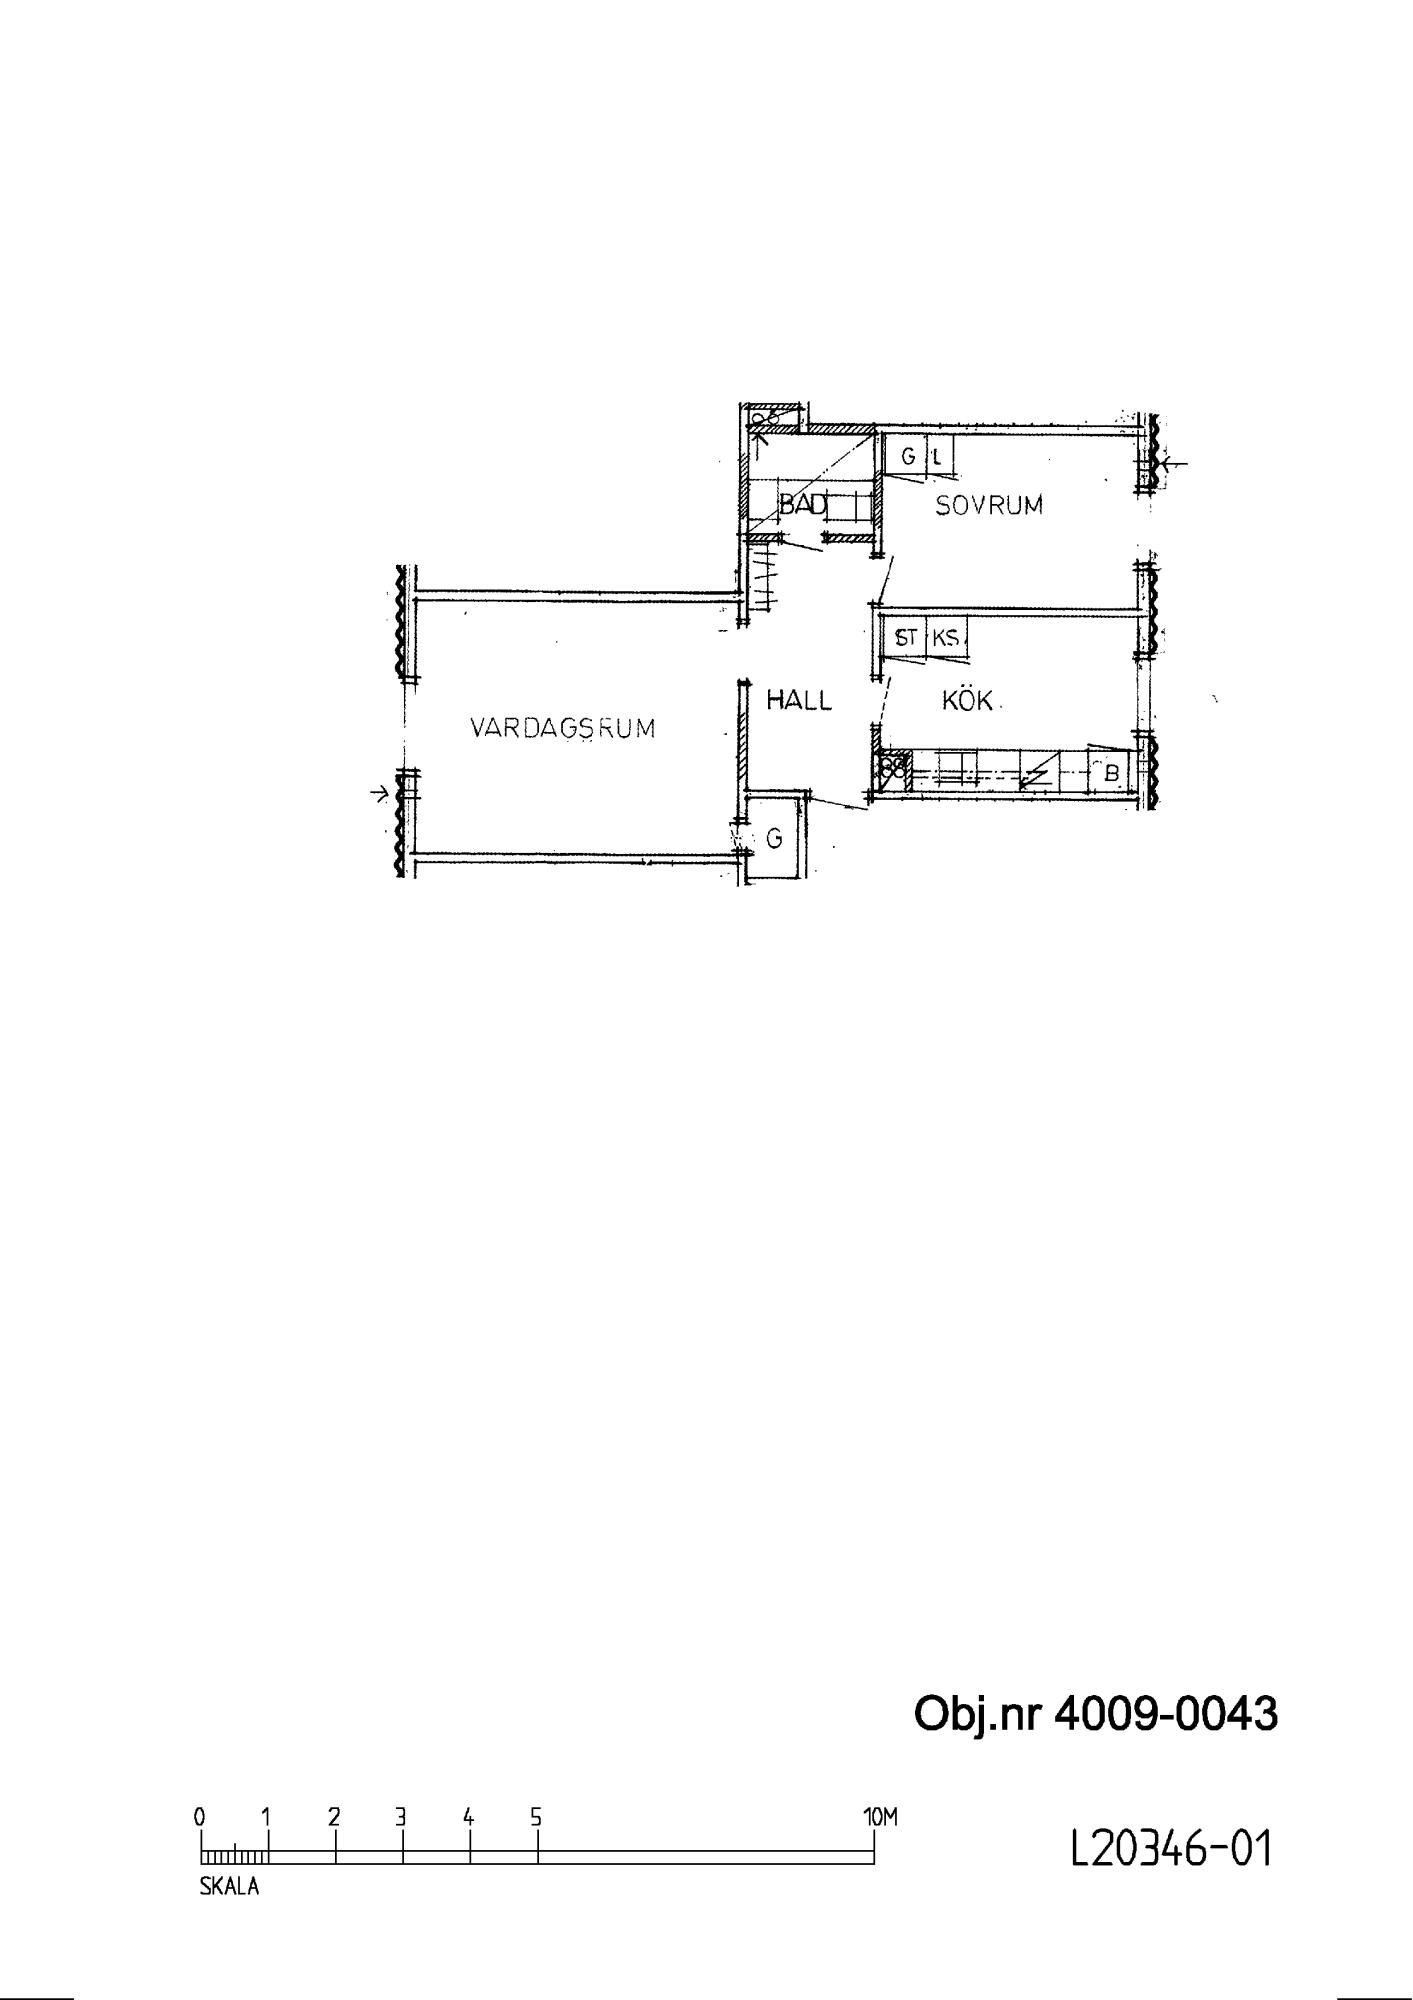 G L
BAD
SOVRUM
ST KS
HALL
KÖK
VARDAGSRUM
B
G
Obj.nr 4009-0043
0 1 2 3 4 5 10M
SKALA
L20346-01